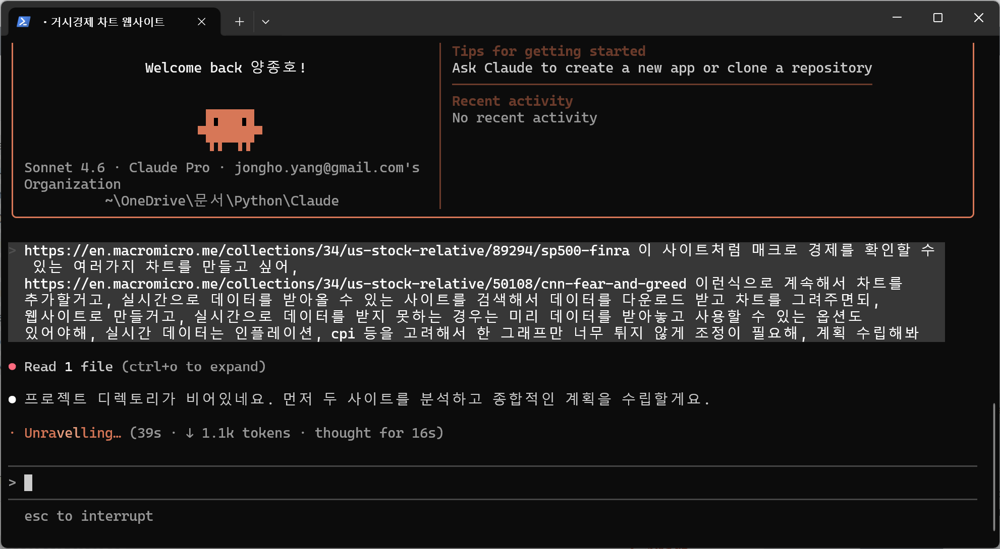 · 거시경제 차트 웹사이트
Welcome back 양종호!
Sonnet 4.6 · Claude Pro · jongho.yang@gmail.com's
Organization
~\OneDrive\문서\Python\Claude
Tips for getting started
Ask Claude to create a new app or clone a repository
Recent activity
No recent activity
> https://en.macromicro.me/collections/34/us-stock-relative/89294/sp500-finra 이 사이트처럼 매크로 경제를 확인할 수
있는 여러가지 차트를 만들고 싶어,
https://en.macromicro.me/collections/34/us-stock-relative/50108/cnn-fear-and-greed 이런식으로 계속해서 차트를
추가할거고, 실시간으로 데이터를 받아올 수 있는 사이트를 검색해서 데이터를 다운로드 받고 차트를 그려주면되,
웹사이트로 만들거고, 실시간으로 데이터를 받지 못하는 경우는 미리 데이터를 받아놓고 사용할 수 있는 옵션도
있어야해, 실시간 데이터는 인플레이션, cpi 등을 고려해서 한 그래프만 너무 튀지 않게 조정이 필요해, 계획 수립해봐
● Read 1 file (ctrl+o to expand)
● 프로젝트 디렉토리가 비어있네요. 먼저 두 사이트를 분석하고 종합적인 계획을 수립할게요.
· Unravelling… (39s · ↓ 1.1k tokens · thought for 16s)
>
esc to interrupt